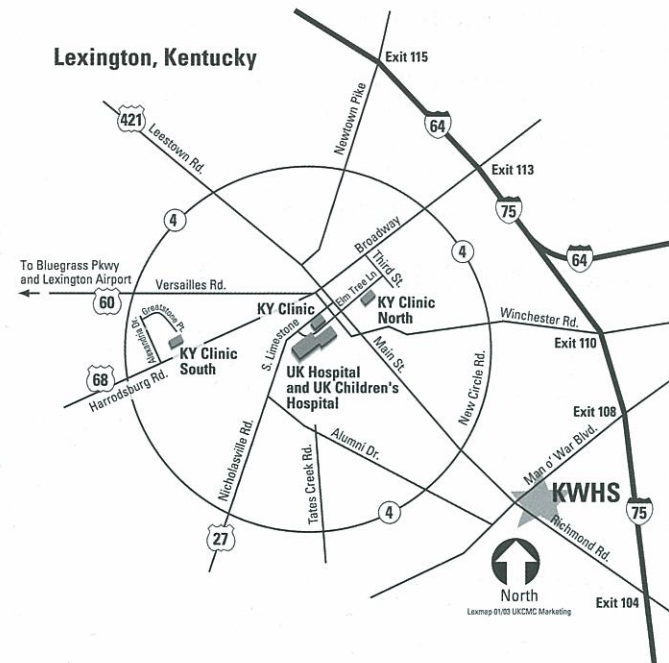 Lexington, Kentucky
Exit 115
421
Leestown Rd.
Newtown Pike
64
Exit 113
4
Broadway
75
Third St.
4
64
To Bluegrass Pkwy
and Lexington Airport
Versailles Rd.
60
Elm Tree Ln
KY Clinic
KY Clinic
North
Winchester Rd.
Exit 110
Greatstone Pt.
Alexandria Dr.
KY Clinic
South
S. Limestone
Main St.
UK Hospital
and UK Children's
Hospital
68
Harrodsburg Rd.
New Circle Rd.
Exit 108
Man o' War Blvd.
Nicholasville Rd.
Alumni Dr.
Tates Creek Rd.
KWHS
4
75
27
Richmond Rd.
North
Lexmap 01/03 UKCMC Marketing
Exit 104